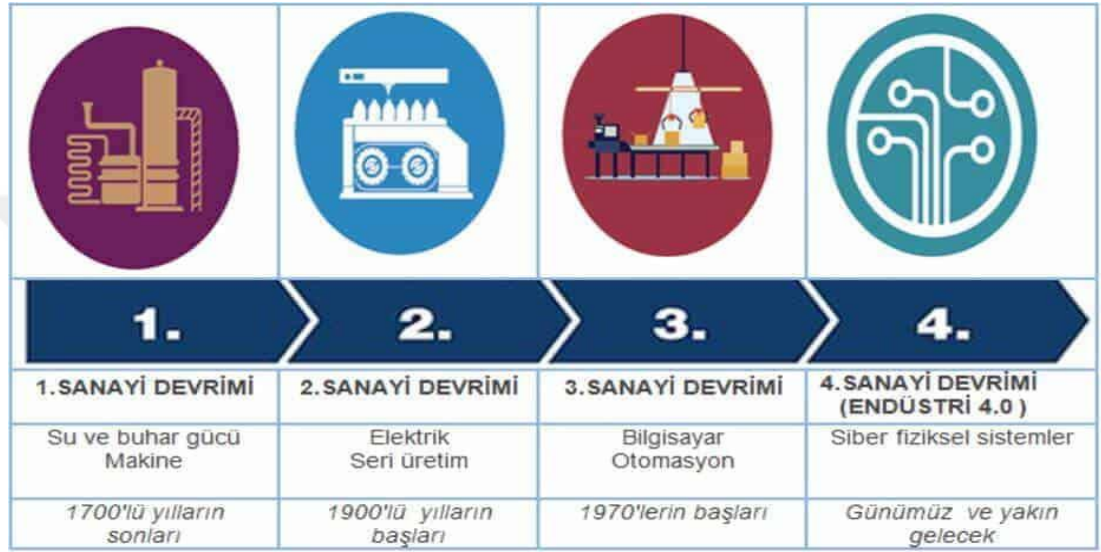 1.
2.
3.
4.
1.SANAYİ DEVRİMİ
2.SANAYİ DEVRİMİ
3.SANAYİ DEVRİMİ
4.SANAYİ DEVRİMİ
(ENDÜSTRİ 4.0 )
Su ve buhar gücü
Makine
Elektrik
Seri üretim
Bilgisayar
Otomasyon
Siber fiziksel sistemler
1700'lü yılların
sonları
1900'lü yılların
başları
1970'lerin başları
Günümüz ve yakın
gelecek